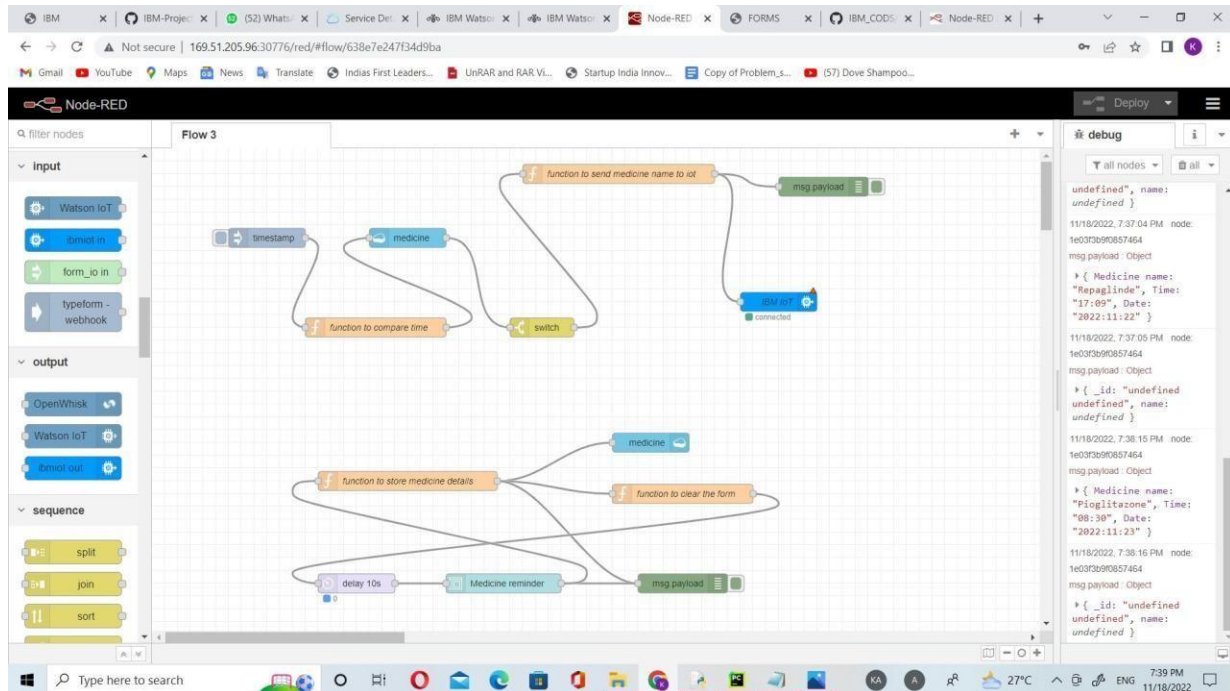 IBM
IBM-Projec
(52) Whats
Service Det
IBM Watso
IBM Watso
Node-RED
FORMS
IBM_CODS
Node-RED
Not secure | 169.51.205.96:30776/red/#flow/638e7e247f34d9ba
K
Gmail YouTube Maps News Translate Indias First Leaders... UnRAR and RAR Vi... Startup India Innov... Copy of Problem_s... (57) Dove Shampoo...
Node-RED
Deploy
filter nodes
Flow 3
debug
i
input
Watson IoT
ibmiot in
form_io in
typeform -
webhook
output
OpenWhisk
Watson IoT
ibmiot out
sequence
split
join
sort
function to send medicine name to iot
msg.payload
timestamp
medicine
IBM IoT
connected
function to compare time
switch
medicine
function to store medicine details
function to clear the form
delay 10s
0
Medicine reminder
msg.payload
all nodes
all
undefined", name:
undefined }
11/18/2022, 7:37:04 PM node:
1e03f3b9f0857464
msg.payload : Object
{ Medicine name:
"Repaglinde", Time:
"17:09", Date:
"2022:11:22" }
11/18/2022, 7:37:05 PM node:
1e03f3b9f0857464
msg.payload : Object
{ _id: "undefined
undefined", name:
undefined }
11/18/2022, 7:38:15 PM node:
1e03f3b9f0857464
msg.payload : Object
{ Medicine name:
"Pioglitazone", Time:
"08:30", Date:
"2022:11:23" }
11/18/2022, 7:38:16 PM node:
1e03f3b9f0857464
msg.payload : Object
{ _id: "undefined
undefined", name:
undefined }
Type here to search
KA
A
27°C
ENG
7:39 PM
11/18/2022